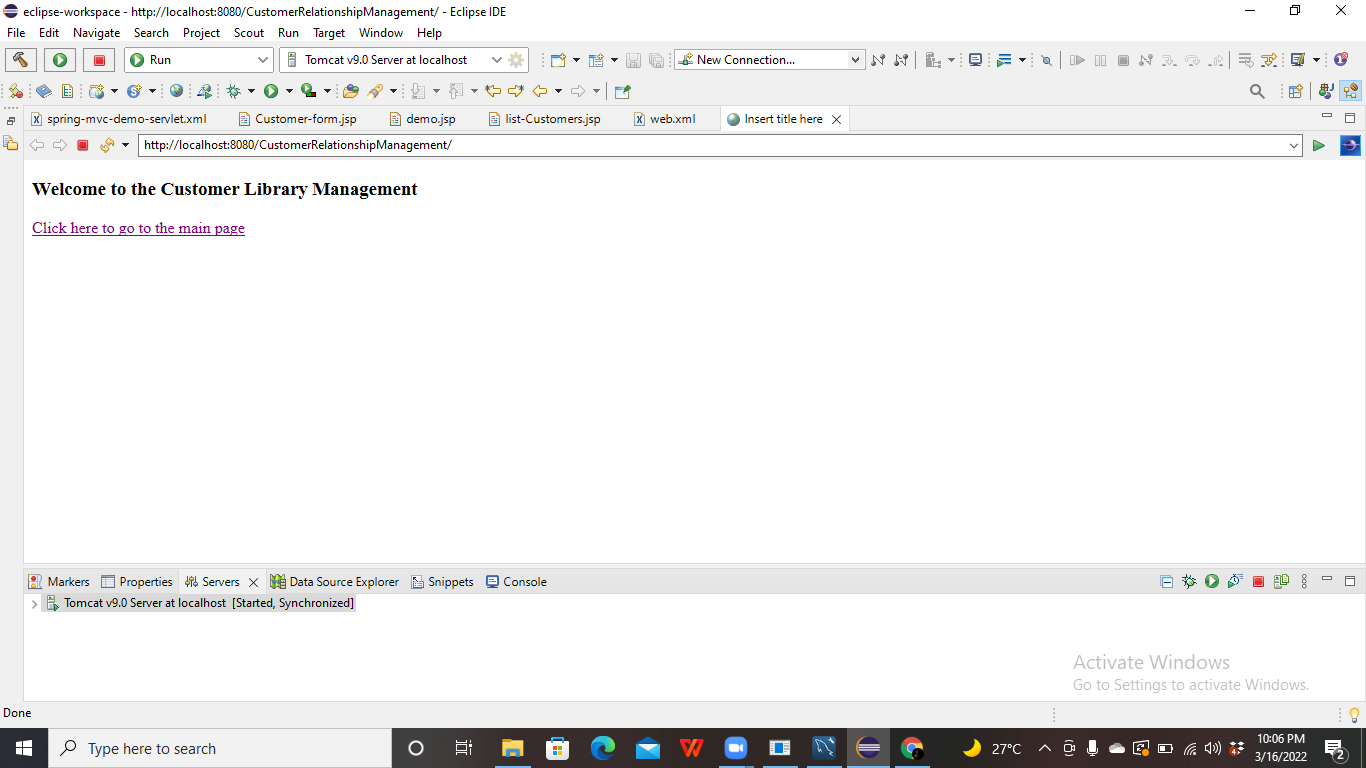 eclipse-workspace - http://localhost:8080/CustomerRelationshipManagement/ - Eclipse IDE
File Edit Navigate Search Project Scout Run Target Window Help
Run
Tomcat v9.0 Server at localhost
New Connection...
spring-mvc-demo-servlet.xml
Customer-form.jsp
demo.jsp
list-Customers.jsp
web.xml
Insert title here
http://localhost:8080/CustomerRelationshipManagement/
Welcome to the Customer Library Management
Click here to go to the main page
Markers Properties Servers Data Source Explorer Snippets Console
Tomcat v9.0 Server at localhost [Started, Synchronized]
Activate Windows
Go to Settings to activate Windows.
Done
Type here to search
27°C
10:06 PM
3/16/2022
2